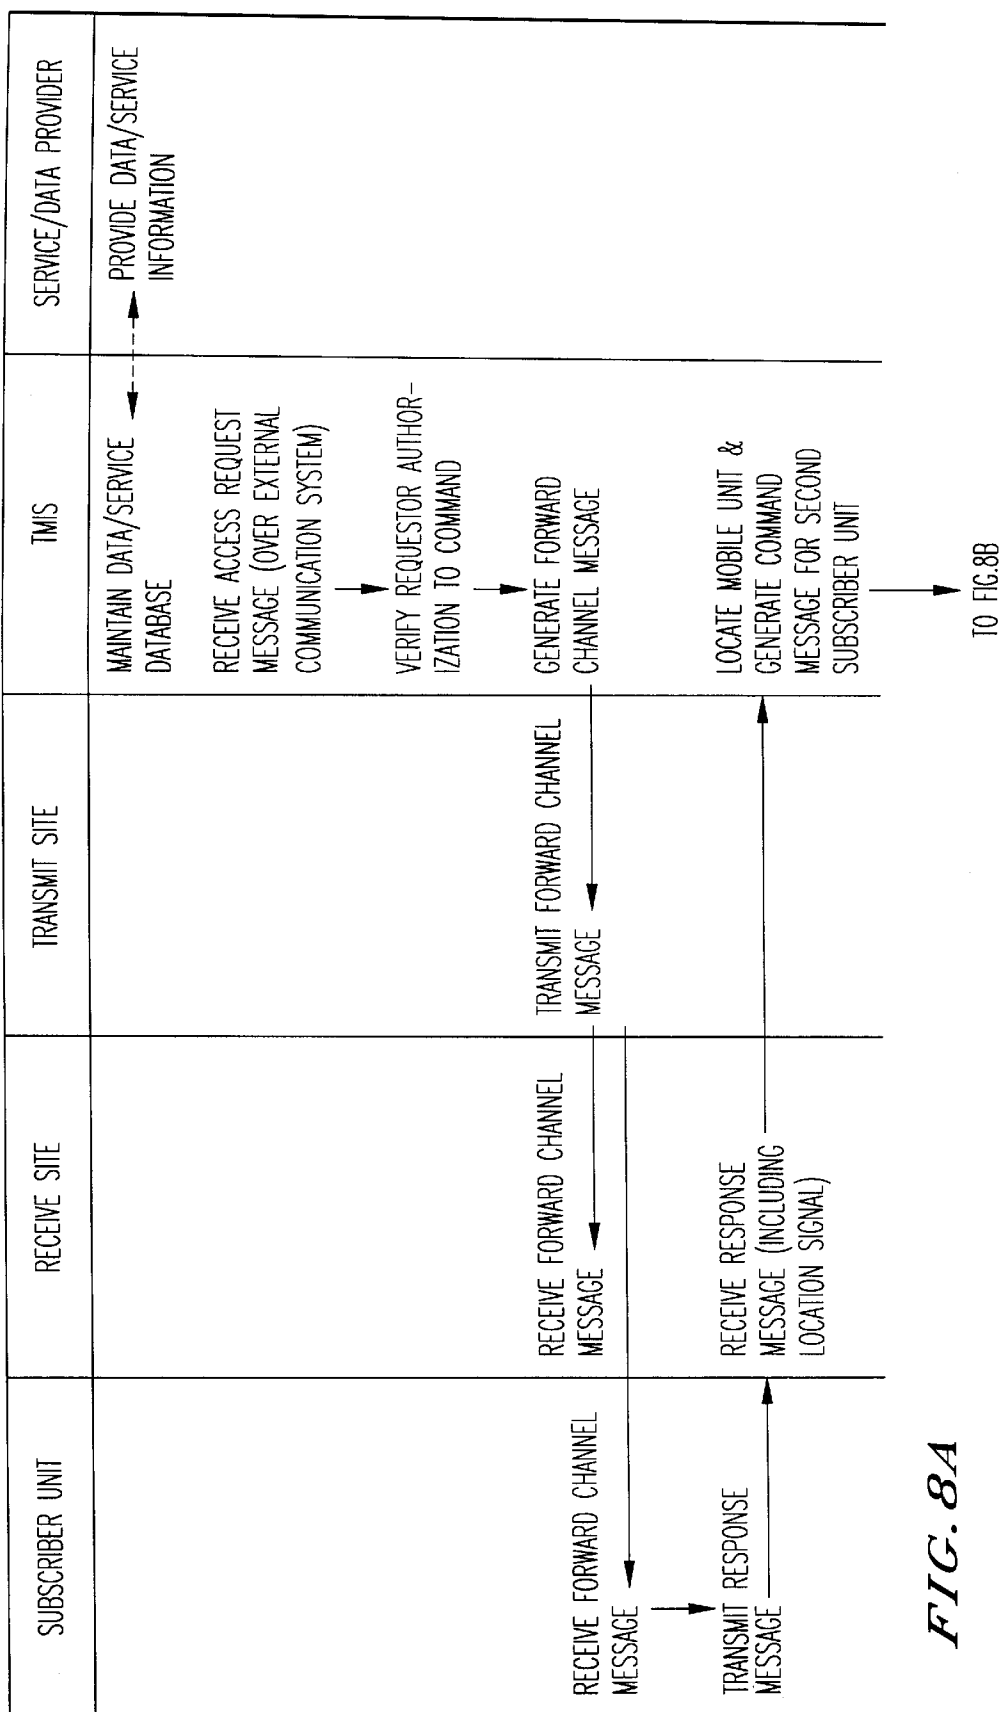 SUBSCRIBER UNIT
RECEIVE SITE
TRANSMIT SITE
TMIS
SERVICE/DATA PROVIDER
MAINTAIN DATA/SERVICE
DATABASE
PROVIDE DATA/SERVICE
INFORMATION
RECEIVE ACCESS REQUEST
MESSAGE (OVER EXTERNAL
COMMUNICATION SYSTEM)
VERIFY REQUESTOR AUTHOR-
IZATION TO COMMAND
GENERATE FORWARD
CHANNEL MESSAGE
TRANSMIT FORWARD CHANNEL
MESSAGE
RECEIVE FORWARD CHANNEL
MESSAGE
RECEIVE FORWARD CHANNEL
MESSAGE
TRANSMIT RESPONSE
MESSAGE
RECEIVE RESPONSE
MESSAGE (INCLUDING
LOCATION SIGNAL)
LOCATE MOBILE UNIT &
GENERATE COMMAND
MESSAGE FOR SECOND
SUBSCRIBER UNIT
TO FIG.8B
FIG. 8A